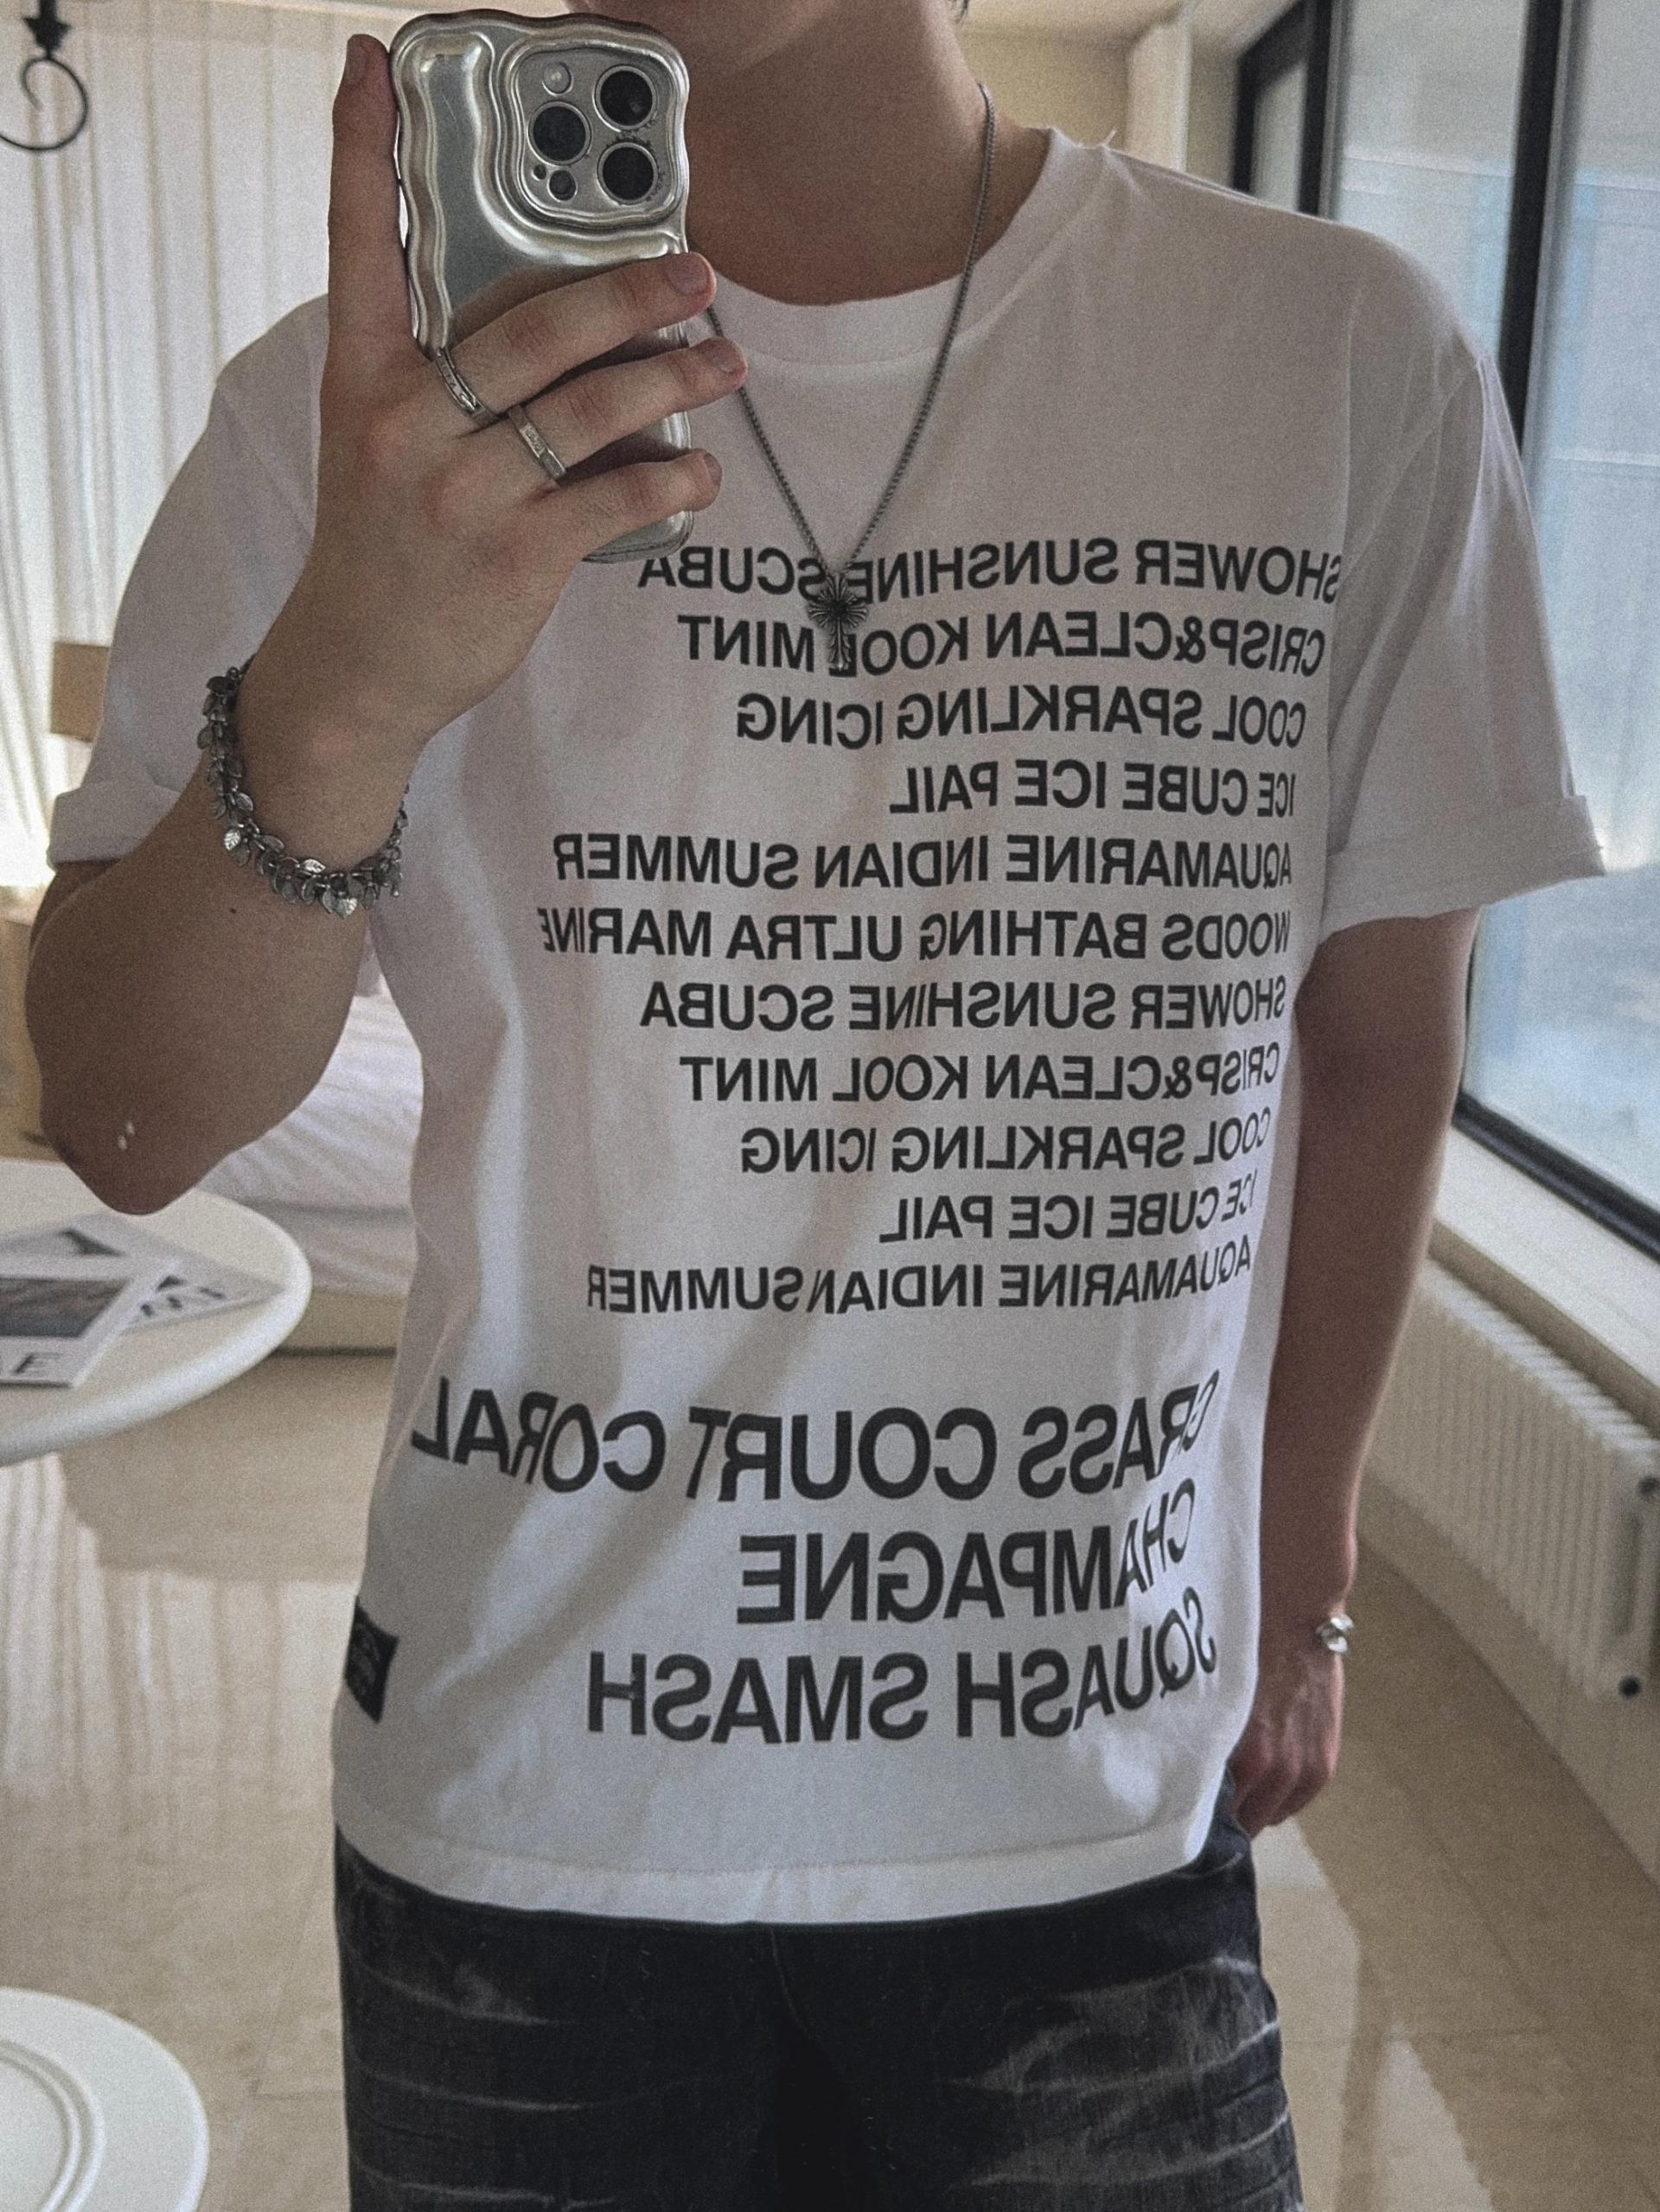 SHOWER SUNSHINE SCUBA
CRISP&CLEAN KOOL MINT
COOL SPARKLING ICING
ICE CUBE ICE PAIL
AQUAMARINE INDIAN SUMMER
WOODS BATHING ULTRA MARINE
SHOWER SUNSHINE SCUBA
CRISP&CLEAN KOOL MINT
COOL SPARKLING ICING
ICE CUBE ICE PAIL
AQUAMARINE INDIAN SUMMER
GRASS COURT CORAL
CHAMPAGNE
SQUASH SMASH